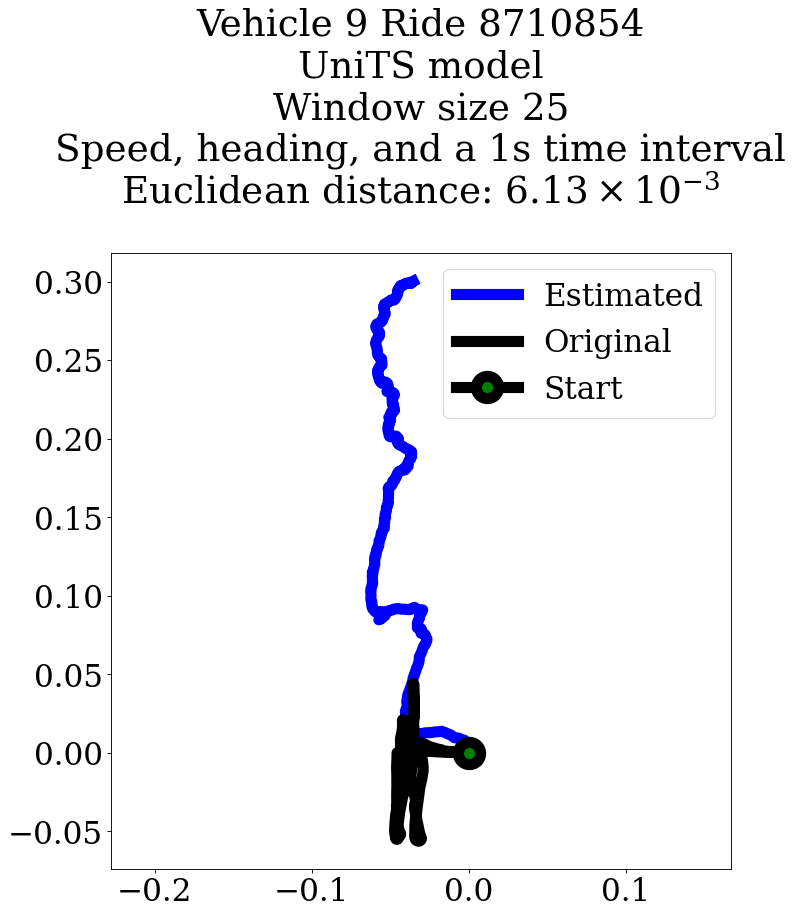 Vehicle 9 Ride 8710854
UniTS model
Window size 25
Speed, heading, and a 1s time interval
Euclidean distance: 6.13 × 10⁻³
Estimated
Original
Start
0.30
0.25
0.20
0.15
0.10
0.05
0.00
−0.05
−0.2
−0.1
0.0
0.1